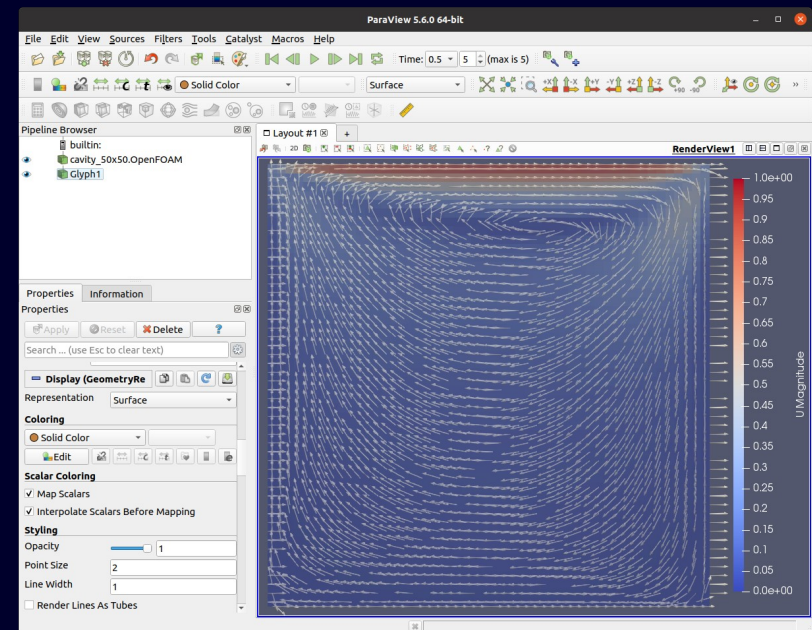 ParaView 5.6.0 64-bit
File Edit View Sources Filters Tools Catalyst Macros Help
Time: 0.5 5 (max is 5)
Solid Color Surface
Pipeline Browser
builtin:
cavity_50x50.OpenFOAM
Glyph1
Properties Information
Properties
Apply Reset Delete ?
Search ... (use Esc to clear text)
Display (GeometryRe
Representation Surface
Coloring
Solid Color
Edit
Scalar Coloring
Map Scalars
Interpolate Scalars Before Mapping
Styling
Opacity 1
Point Size 2
Line Width 1
Render Lines As Tubes
Layout #1 +
2D RenderView1
1.0e+00
0.95
0.9
0.85
0.8
0.75
0.7
0.65
0.6
0.55
0.5
0.45
0.4
0.35
0.3
0.25
0.2
0.15
0.1
0.05
0.0e+00
U Magnitude